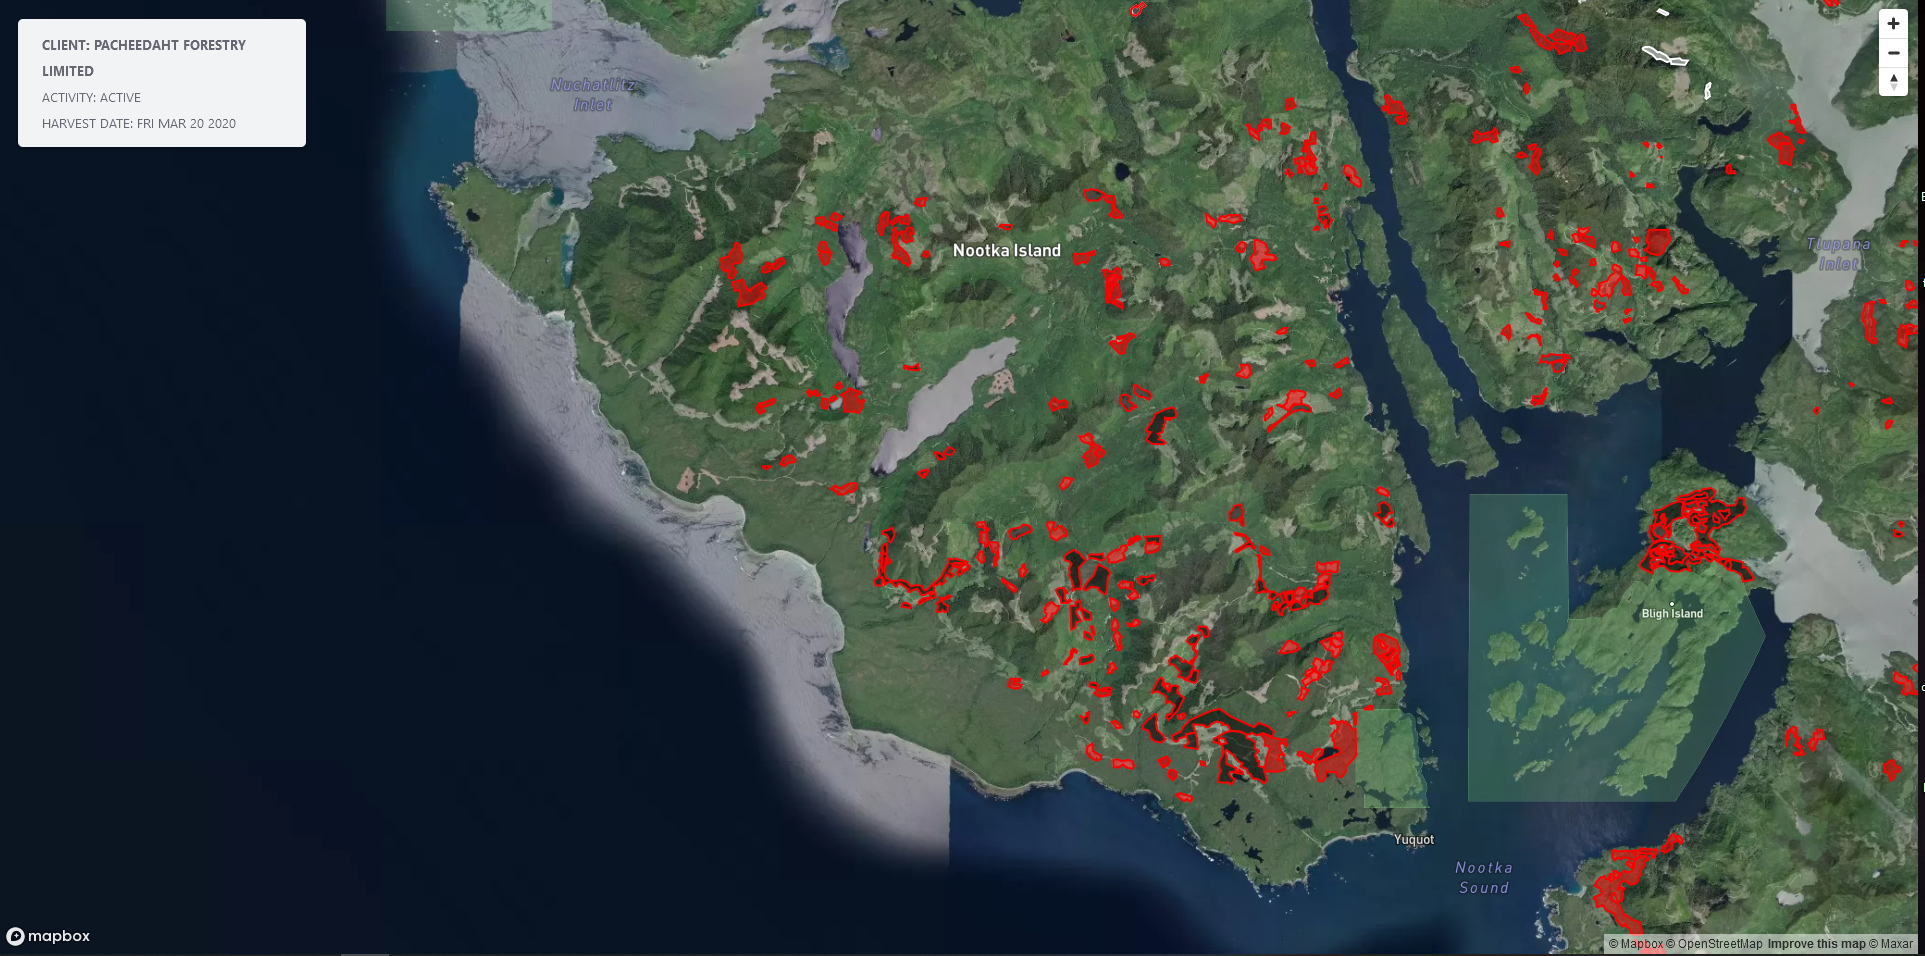 CLIENT: PACHEEDAHT FORESTRY
LIMITED
ACTIVITY: ACTIVE
HARVEST DATE: FRI MAR 20 2020
Nuchatlitz
Inlet
Nootka Island
Tlupana
Inlet
Bligh Island
Yuquot
Nootka
Sound
mapbox
© Mapbox © OpenStreetMap Improve this map © Maxar